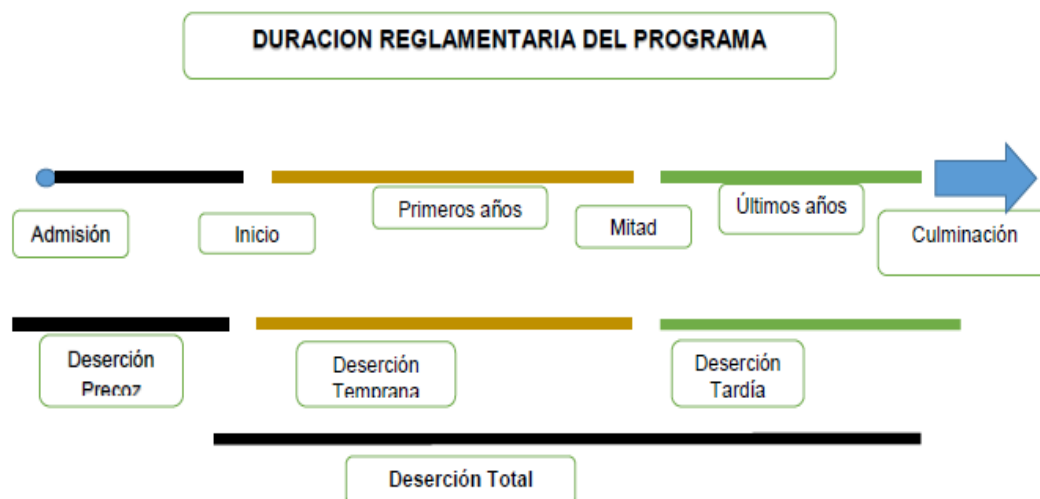 DURACION REGLAMENTARIA DEL PROGRAMA
Admisión
Inicio
Primeros años
Mitad
Últimos años
Culminación
Deserción
Precoz
Deserción
Temprana
Deserción
Tardía
Deserción Total